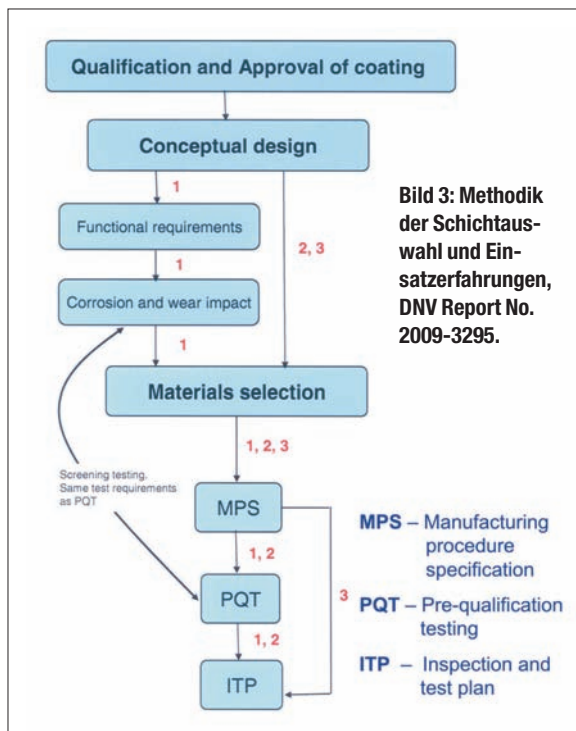 Qualification and Approval of coating
Conceptual design
1
Functional requirements
2, 3
1
Corrosion and wear impact
1
Materials selection
Bild 3: Methodik
der Schichtaus-
wahl und Ein-
satzerfahrungen,
DNV Report No.
2009-3295.
1, 2, 3
Screening testing.
Same test requirements
as PQT
MPS
1, 2
3
PQT
1, 2
ITP
MPS – Manufacturing
procedure
specification
PQT – Pre-qualification
testing
ITP – Inspection and
test plan